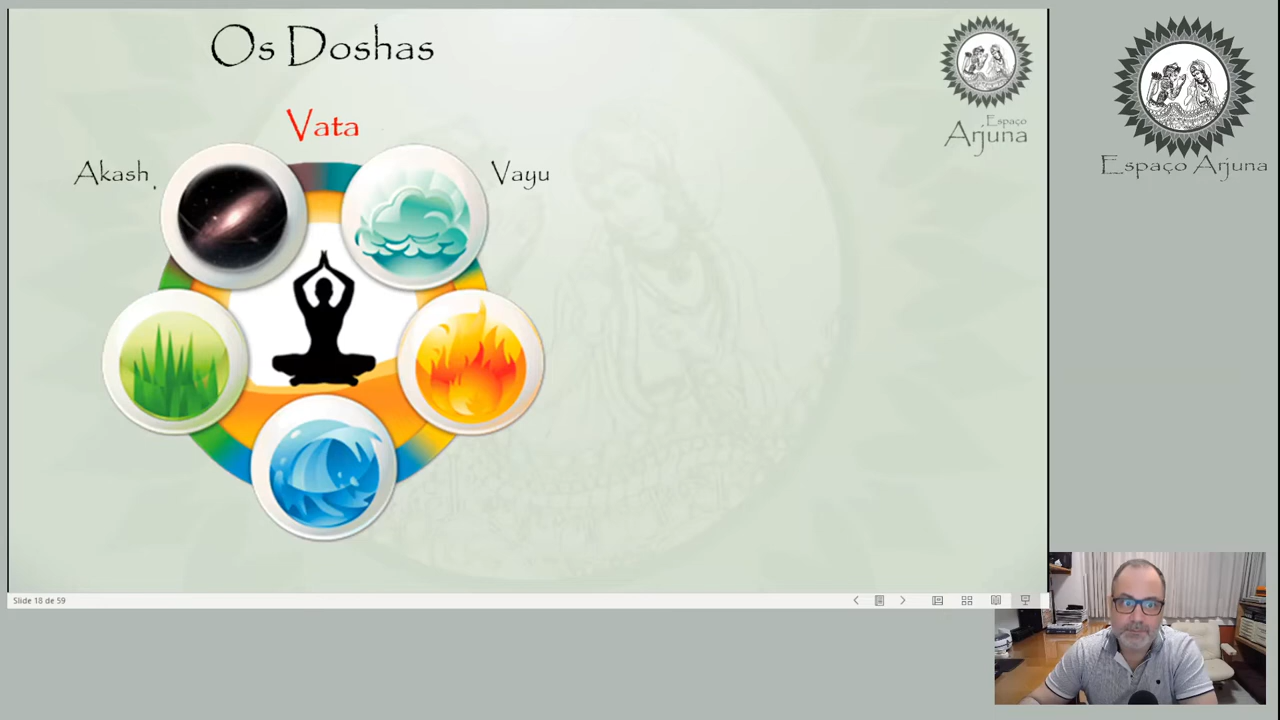 Os Doshas
Vata
Akash
Vayu
Espaço
Arjuna
Espaço Arjuna
Slide 18 de 59